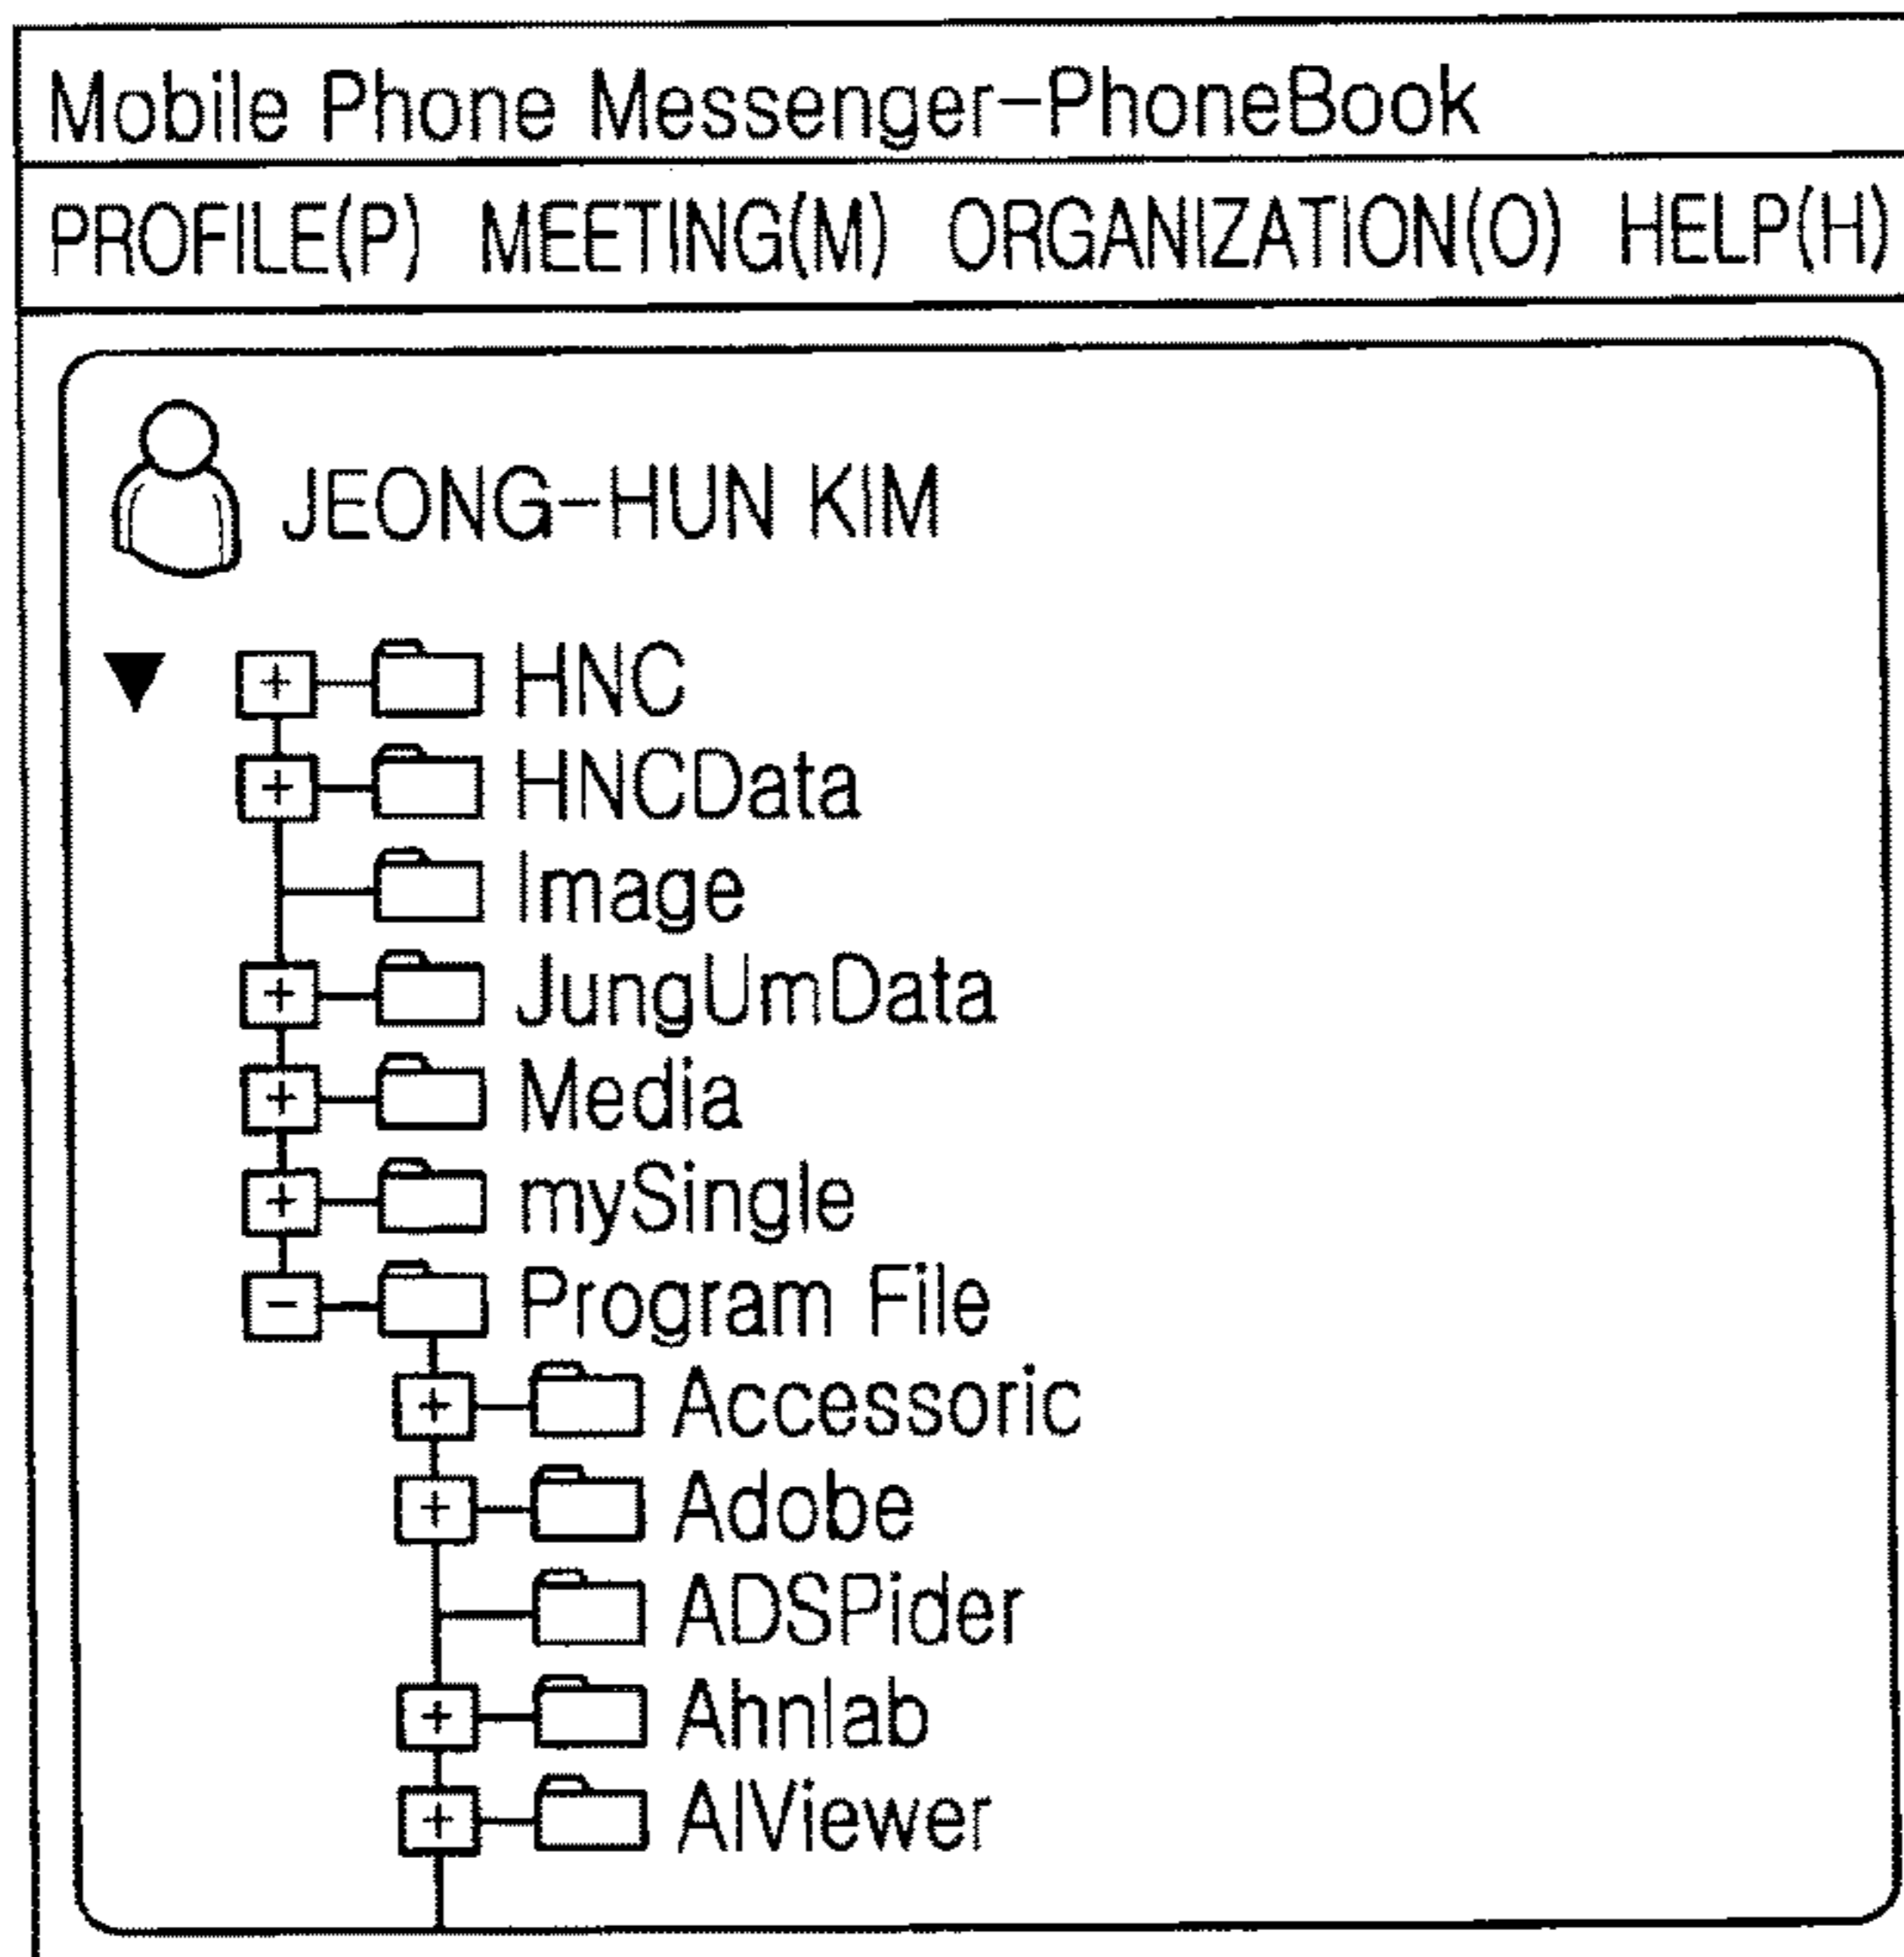 Mobile Phone Messenger-PhoneBook
PROFILE(P) MEETING(M) ORGANIZATION(O) HELP(H)
JEONG-HUN KIM
HNC
HNCData
Image
JungUmData
Media
mySingle
Program File
Accessoric
Adobe
ADSPider
Ahnlab
AIViewer